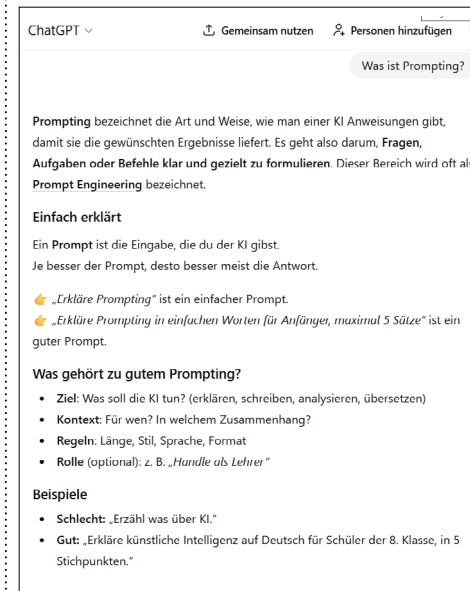 ChatGPT
Gemeinsam nutzen
Personen hinzufügen
Was ist Prompting?
Prompting bezeichnet die Art und Weise, wie man einer KI Anweisungen gibt,
damit sie die gewünschten Ergebnisse liefert. Es geht also darum, Fragen,
Aufgaben oder Befehle klar und gezielt zu formulieren. Dieser Bereich wird oft als
Prompt Engineering bezeichnet.
Einfach erklärt
Ein Prompt ist die Eingabe, die du der KI gibst.
Je besser der Prompt, desto besser meist die Antwort.
👉 „Erkläre Prompting" ist ein einfacher Prompt.
👉 „Erkläre Prompting in einfachen Worten für Anfänger, maximal 5 Sätze" ist ein
guter Prompt.
Was gehört zu gutem Prompting?
• Ziel: Was soll die KI tun? (erklären, schreiben, analysieren, übersetzen)
• Kontext: Für wen? In welchem Zusammenhang?
• Regeln: Länge, Stil, Sprache, Format
• Rolle (optional): z. B. „Handle als Lehrer"
Beispiele
• Schlecht: „Erzähl was über KI."
• Gut: „Erkläre künstliche Intelligenz auf Deutsch für Schüler der 8. Klasse, in 5
Stichpunkten."